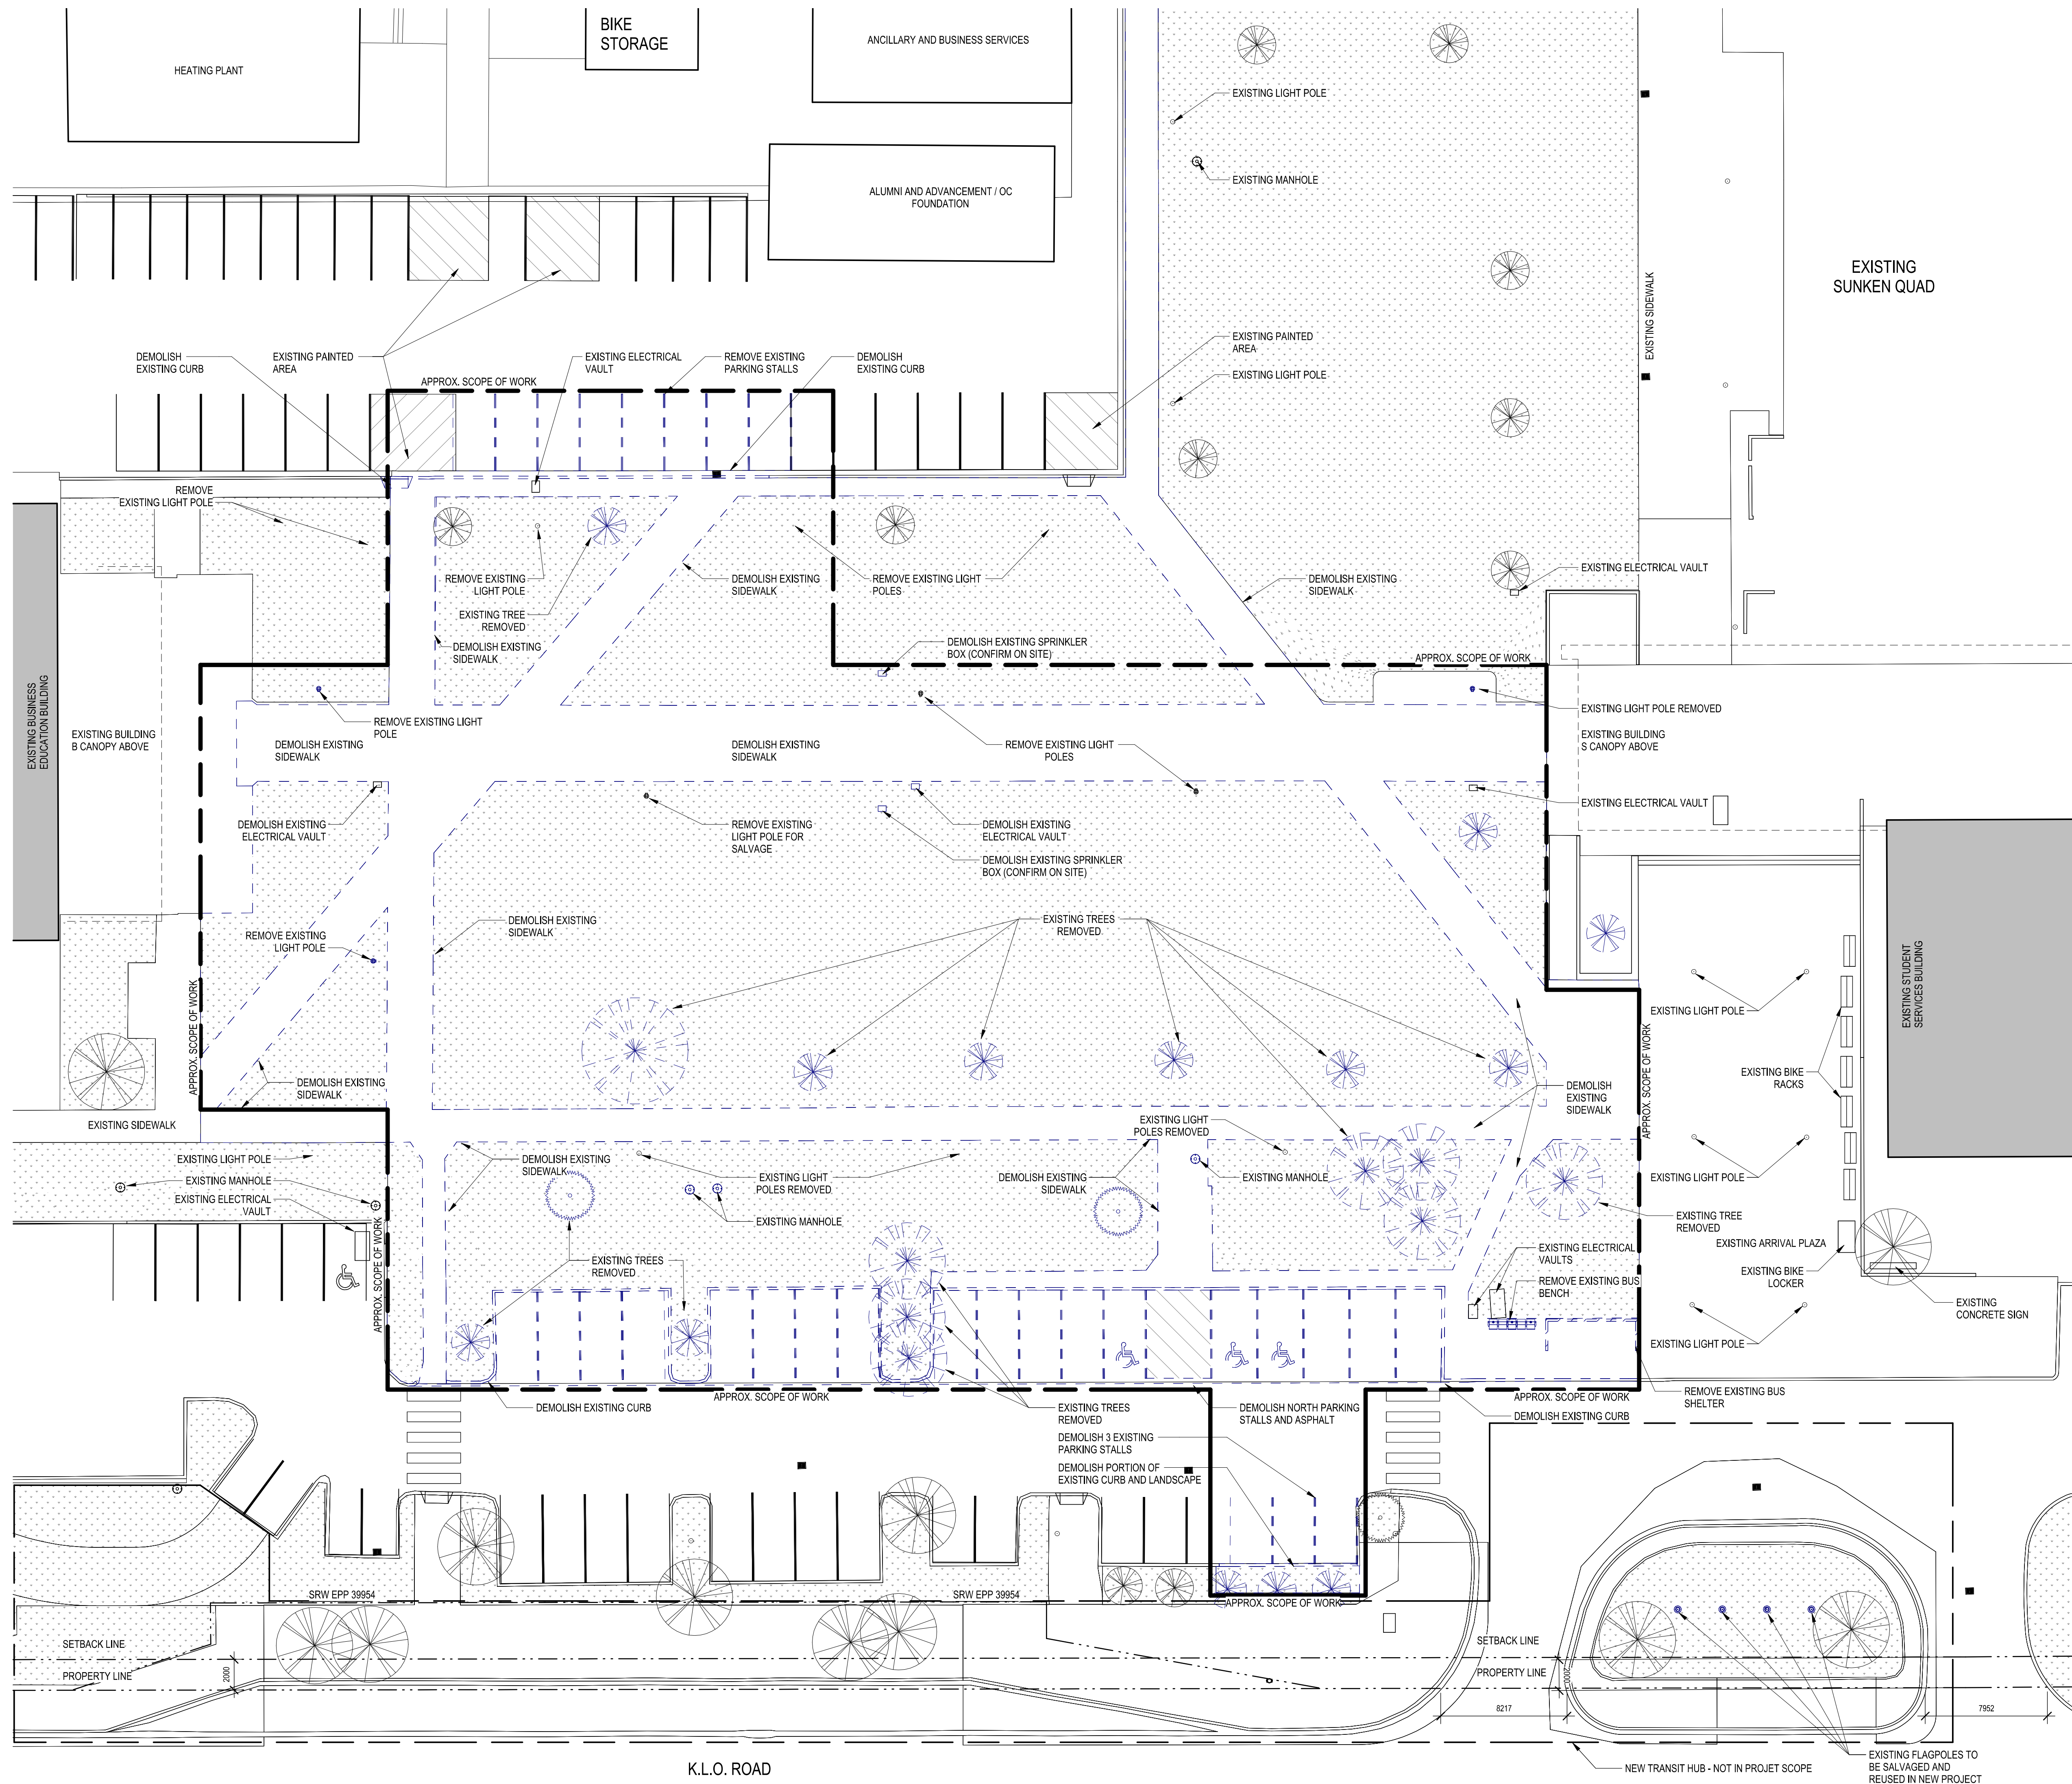 BIKE
STORAGE
HEATING PLANT
ANCILLARY AND BUSINESS SERVICES
EXISTING LIGHT POLE
EXISTING MANHOLE
ALUMNI AND ADVANCEMENT / OC
FOUNDATION
EXISTING
SUNKEN QUAD
EXISTING SIDEWALK
DEMOLISH
EXISTING CURB
EXISTING PAINTED
AREA
EXISTING ELECTRICAL
VAULT
REMOVE EXISTING
PARKING STALLS
DEMOLISH
EXISTING CURB
EXISTING PAINTED
AREA
EXISTING LIGHT POLE
APPROX. SCOPE OF WORK
REMOVE
EXISTING LIGHT POLE
REMOVE EXISTING
LIGHT POLE
EXISTING TREE
REMOVED
DEMOLISH EXISTING
SIDEWALK
DEMOLISH EXISTING
SIDEWALK
REMOVE EXISTING LIGHT
POLES
DEMOLISH EXISTING
SIDEWALK
EXISTING ELECTRICAL VAULT
DEMOLISH EXISTING SPRINKLER
BOX (CONFIRM ON SITE)
APPROX. SCOPE OF WORK
EXISTING BUSINESS
EDUCATION BUILDING
EXISTING BUILDING
B CANOPY ABOVE
REMOVE EXISTING LIGHT
POLE
DEMOLISH EXISTING
SIDEWALK
DEMOLISH EXISTING
SIDEWALK
REMOVE EXISTING LIGHT
POLES
EXISTING LIGHT POLE REMOVED
EXISTING BUILDING
S CANOPY ABOVE
EXISTING ELECTRICAL VAULT
DEMOLISH EXISTING
ELECTRICAL VAULT
REMOVE EXISTING
LIGHT POLE FOR
SALVAGE
DEMOLISH EXISTING
ELECTRICAL VAULT
DEMOLISH EXISTING SPRINKLER
BOX (CONFIRM ON SITE)
REMOVE EXISTING
LIGHT POLE
DEMOLISH EXISTING
SIDEWALK
EXISTING TREES
REMOVED
EXISTING STUDENT
SERVICES BUILDING
EXISTING LIGHT POLE
APPROX. SCOPE OF WORK
APPROX. SCOPE OF WORK
EXISTING BIKE
RACKS
DEMOLISH EXISTING
SIDEWALK
DEMOLISH
EXISTING
SIDEWALK
EXISTING SIDEWALK
EXISTING LIGHT
POLES REMOVED
EXISTING LIGHT POLE
EXISTING MANHOLE
EXISTING ELECTRICAL
VAULT
DEMOLISH EXISTING
SIDEWALK
EXISTING LIGHT
POLES REMOVED
DEMOLISH EXISTING
SIDEWALK
EXISTING MANHOLE
EXISTING LIGHT POLE
EXISTING MANHOLE
EXISTING TREE
REMOVED
EXISTING ARRIVAL PLAZA
EXISTING ELECTRICAL
VAULTS
EXISTING TREES
REMOVED
EXISTING BIKE
LOCKER
REMOVE EXISTING BUS
BENCH
EXISTING
CONCRETE SIGN
APPROX. SCOPE OF WORK
EXISTING LIGHT POLE
APPROX. SCOPE OF WORK
APPROX. SCOPE OF WORK
REMOVE EXISTING BUS
SHELTER
DEMOLISH EXISTING CURB
EXISTING TREES
REMOVED
DEMOLISH NORTH PARKING
STALLS AND ASPHALT
DEMOLISH EXISTING CURB
DEMOLISH 3 EXISTING
PARKING STALLS
DEMOLISH PORTION OF
EXISTING CURB AND LANDSCAPE
SRW EPP 39954
SRW EPP 39954
APPROX. SCOPE OF WORK
SETBACK LINE
SETBACK LINE
PROPERTY LINE
2000
PROPERTY LINE
2000
8217
7952
K.L.O. ROAD
NEW TRANSIT HUB - NOT IN PROJET SCOPE
EXISTING FLAGPOLES TO
BE SALVAGED AND
REUSED IN NEW PROJECT